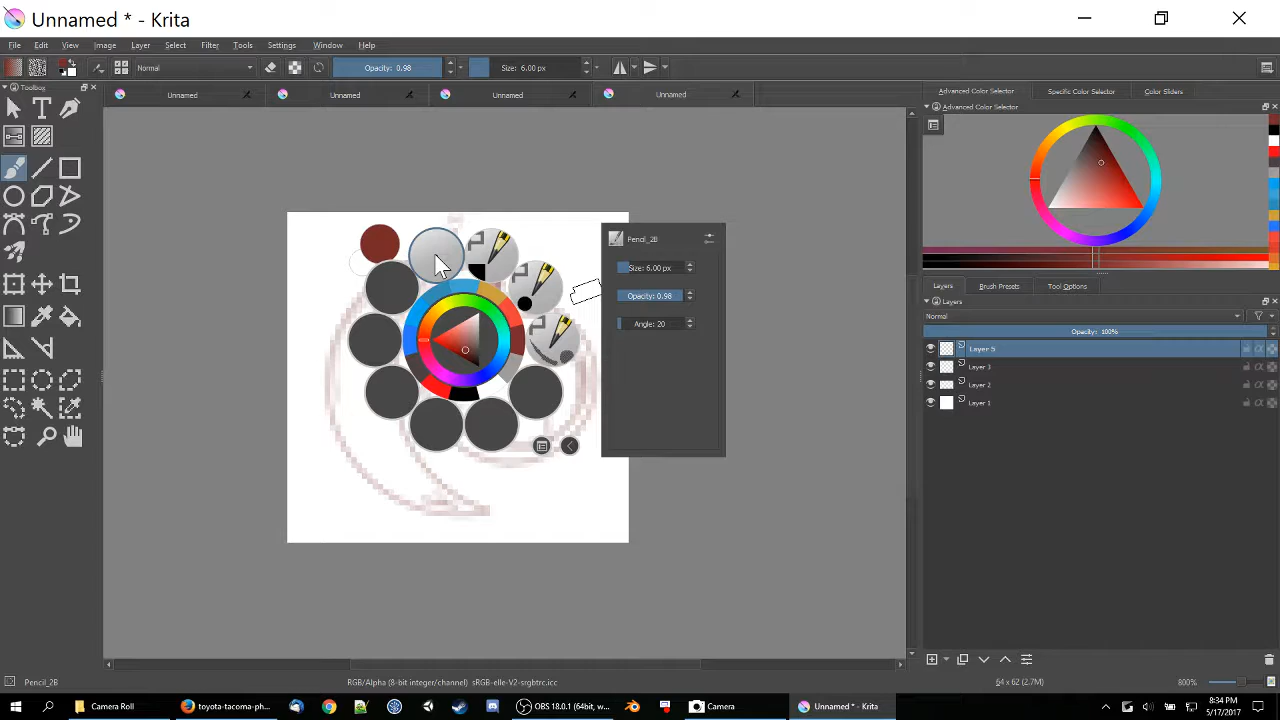 Unnamed * - Krita
File Edit View Image Layer Select Filter Tools Settings Window Help
Normal Opacity: 0.98 Size: 6.00 px
Toolbox Unnamed Unnamed Unnamed Unnamed
Advanced Color Selector Specific Color Selector Color Sliders
Advanced Color Selector
Pencil_2B
Size: 6.00 px
Opacity: 0.98
Angle: 20
Layers Brush Presets Tool Options
Layers
Normal
Opacity: 100%
Layer 5
Layer 3
Layer 2
Layer 1
Pencil_2B RGB/Alpha (8-bit integer/channel) sRGB-elle-V2-srgbtrc.icc 64 x 62 (2.7M) 800%
Camera Roll toyota-tacoma-ph... OBS 18.0.1 (64bit, w... Camera Unnamed * - Krita 8:34 PM
5/17/2017